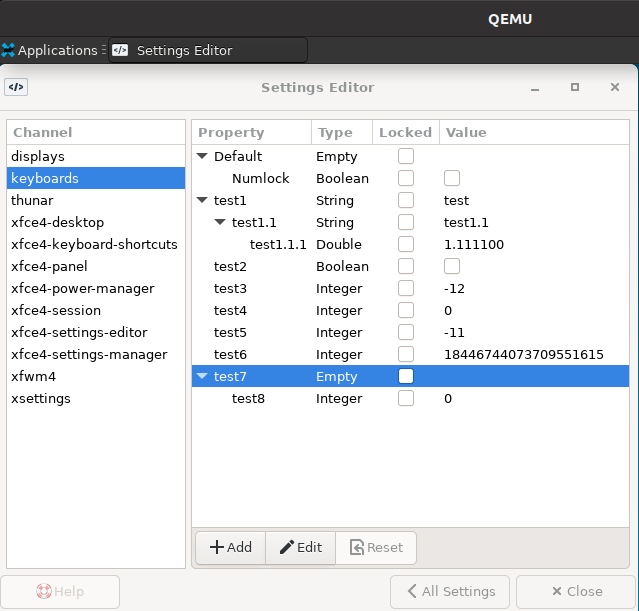 QEMU
Applications Settings Editor
Settings Editor
Channel
displays
keyboards
thunar
xfce4-desktop
xfce4-keyboard-shortcuts
xfce4-panel
xfce4-power-manager
xfce4-session
xfce4-settings-editor
xfce4-settings-manager
xfwm4
xsettings
Property Type Locked Value
Default Empty
Numlock Boolean
test1 String test
test1.1 String test1.1
test1.1.1 Double 1.111100
test2 Boolean
test3 Integer -12
test4 Integer 0
test5 Integer -11
test6 Integer 18446744073709551615
test7 Empty
test8 Integer 0
Add Edit Reset
Help All Settings Close